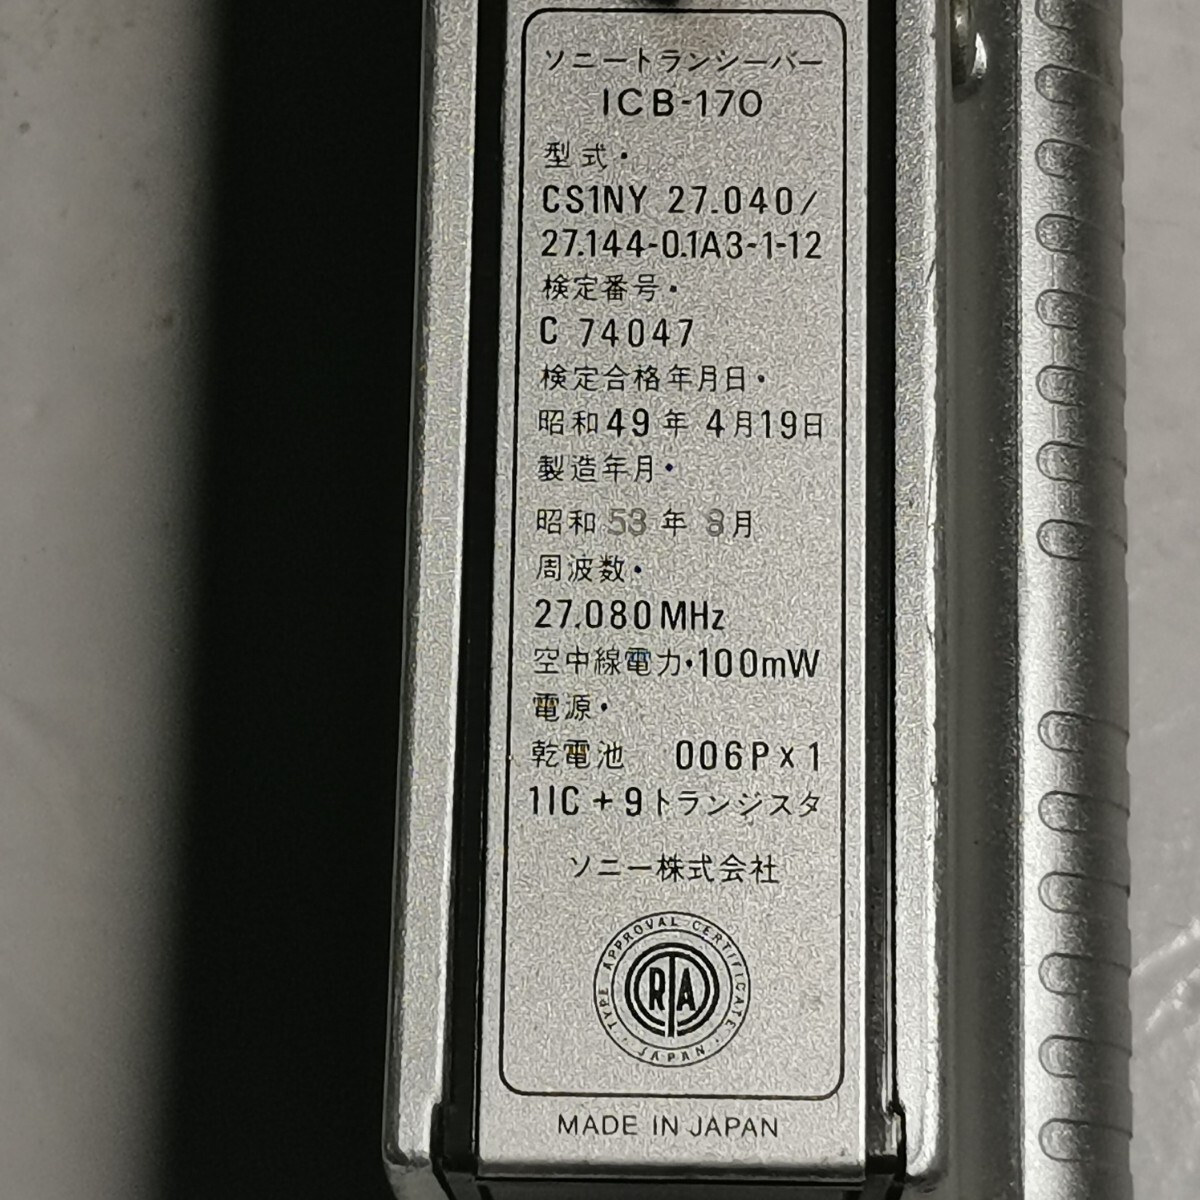 ソニートランシーバー
ICB-170
型式・
CS1NY 27.040/
27.144-0.1A3-1-12
検定番号・
C 74047
検定合格年月日・
昭和49年 4月19日
製造年月・
昭和53年 8月
周波数・
27.080MHz
空中線電力・100mW
電源・
乾電池 006P×1
1IC+9トランジスタ
ソニー株式会社
TYPE APPROVAL CERTIFICATE
RTA
JAPAN
MADE IN JAPAN